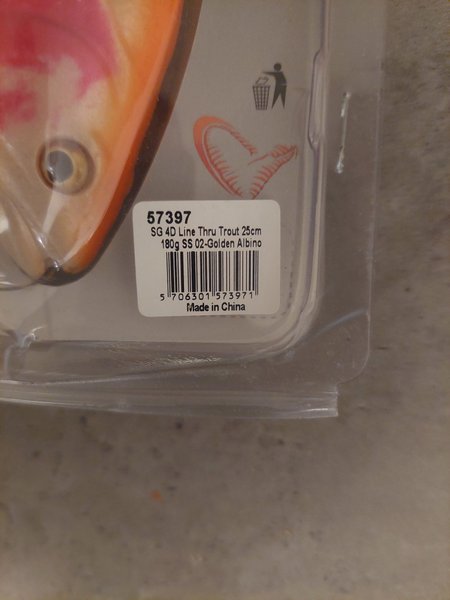 57397
SG 4D Line Thru Trout 25cm
180g SS 02-Golden Albino
5 706301 573971
Made in China